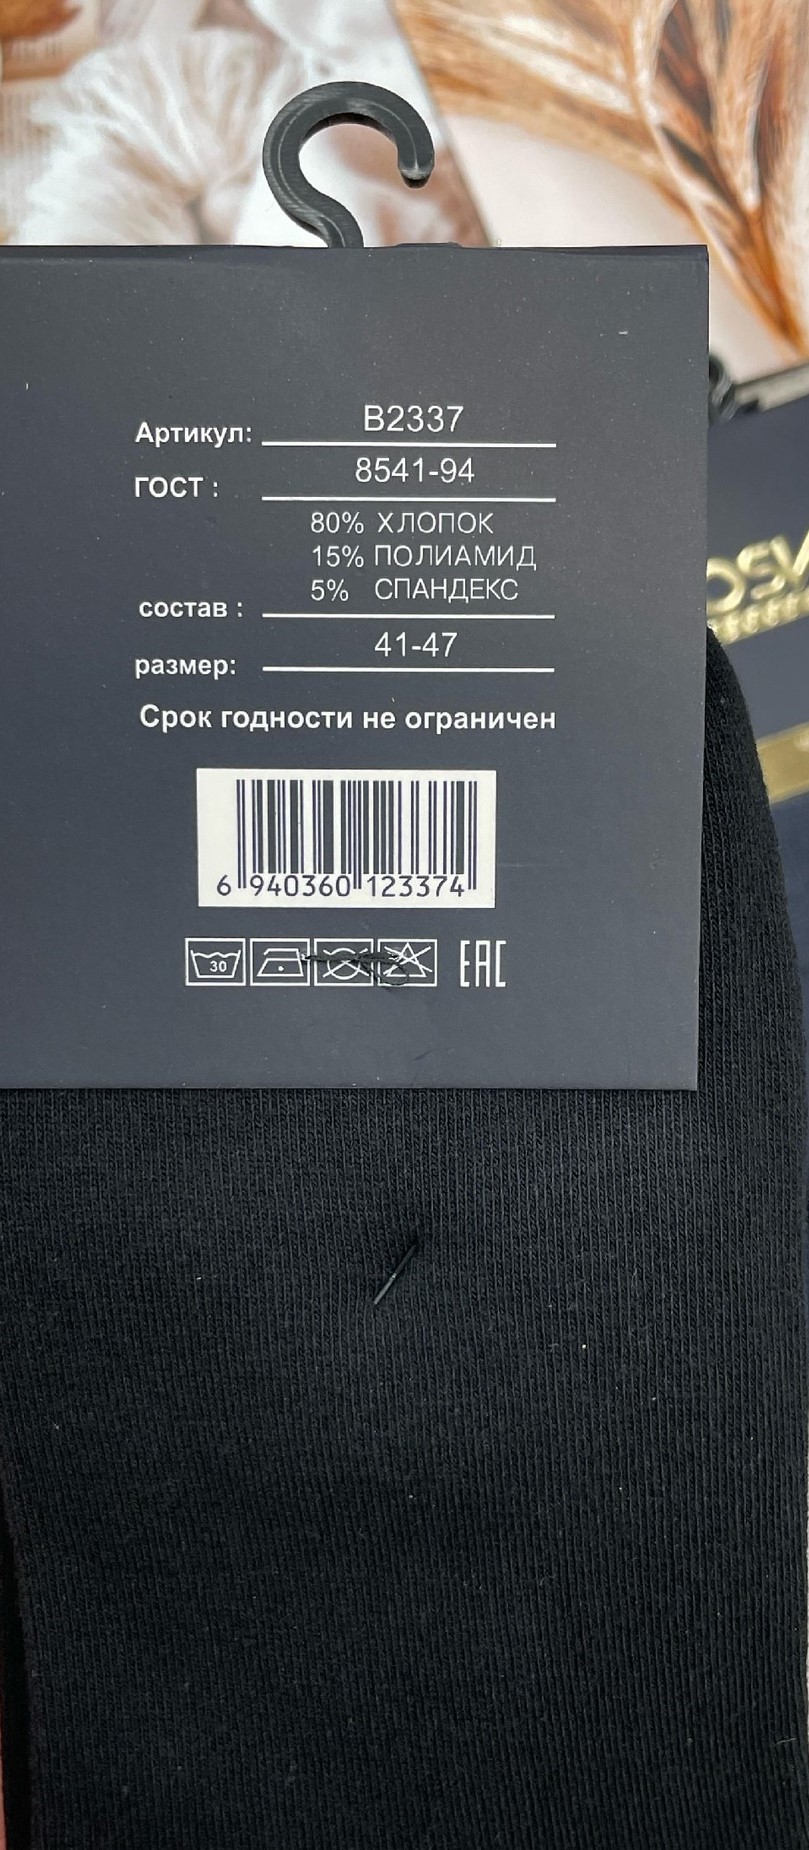 Артикул: В2337
ГОСТ : 8541-94
80% ХЛОПОК
15% ПОЛИАМИД
5% СПАНДЕКС
состав :
размер: 41-47
Срок годности не ограничен
6 940360 123374
30
EAC